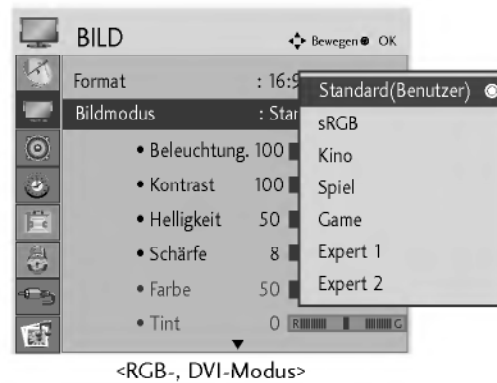 BILD
Bewegen OK
Format : 16:9
Bildmodus : Star
• Beleuchtung. 100
• Kontrast 100
• Helligkeit 50
• Schärfe 8
• Farbe 50
• Tint 0 R G
Standard(Benutzer)
sRGB
Kino
Spiel
Game
Expert 1
Expert 2
<RGB-, DVI-Modus>